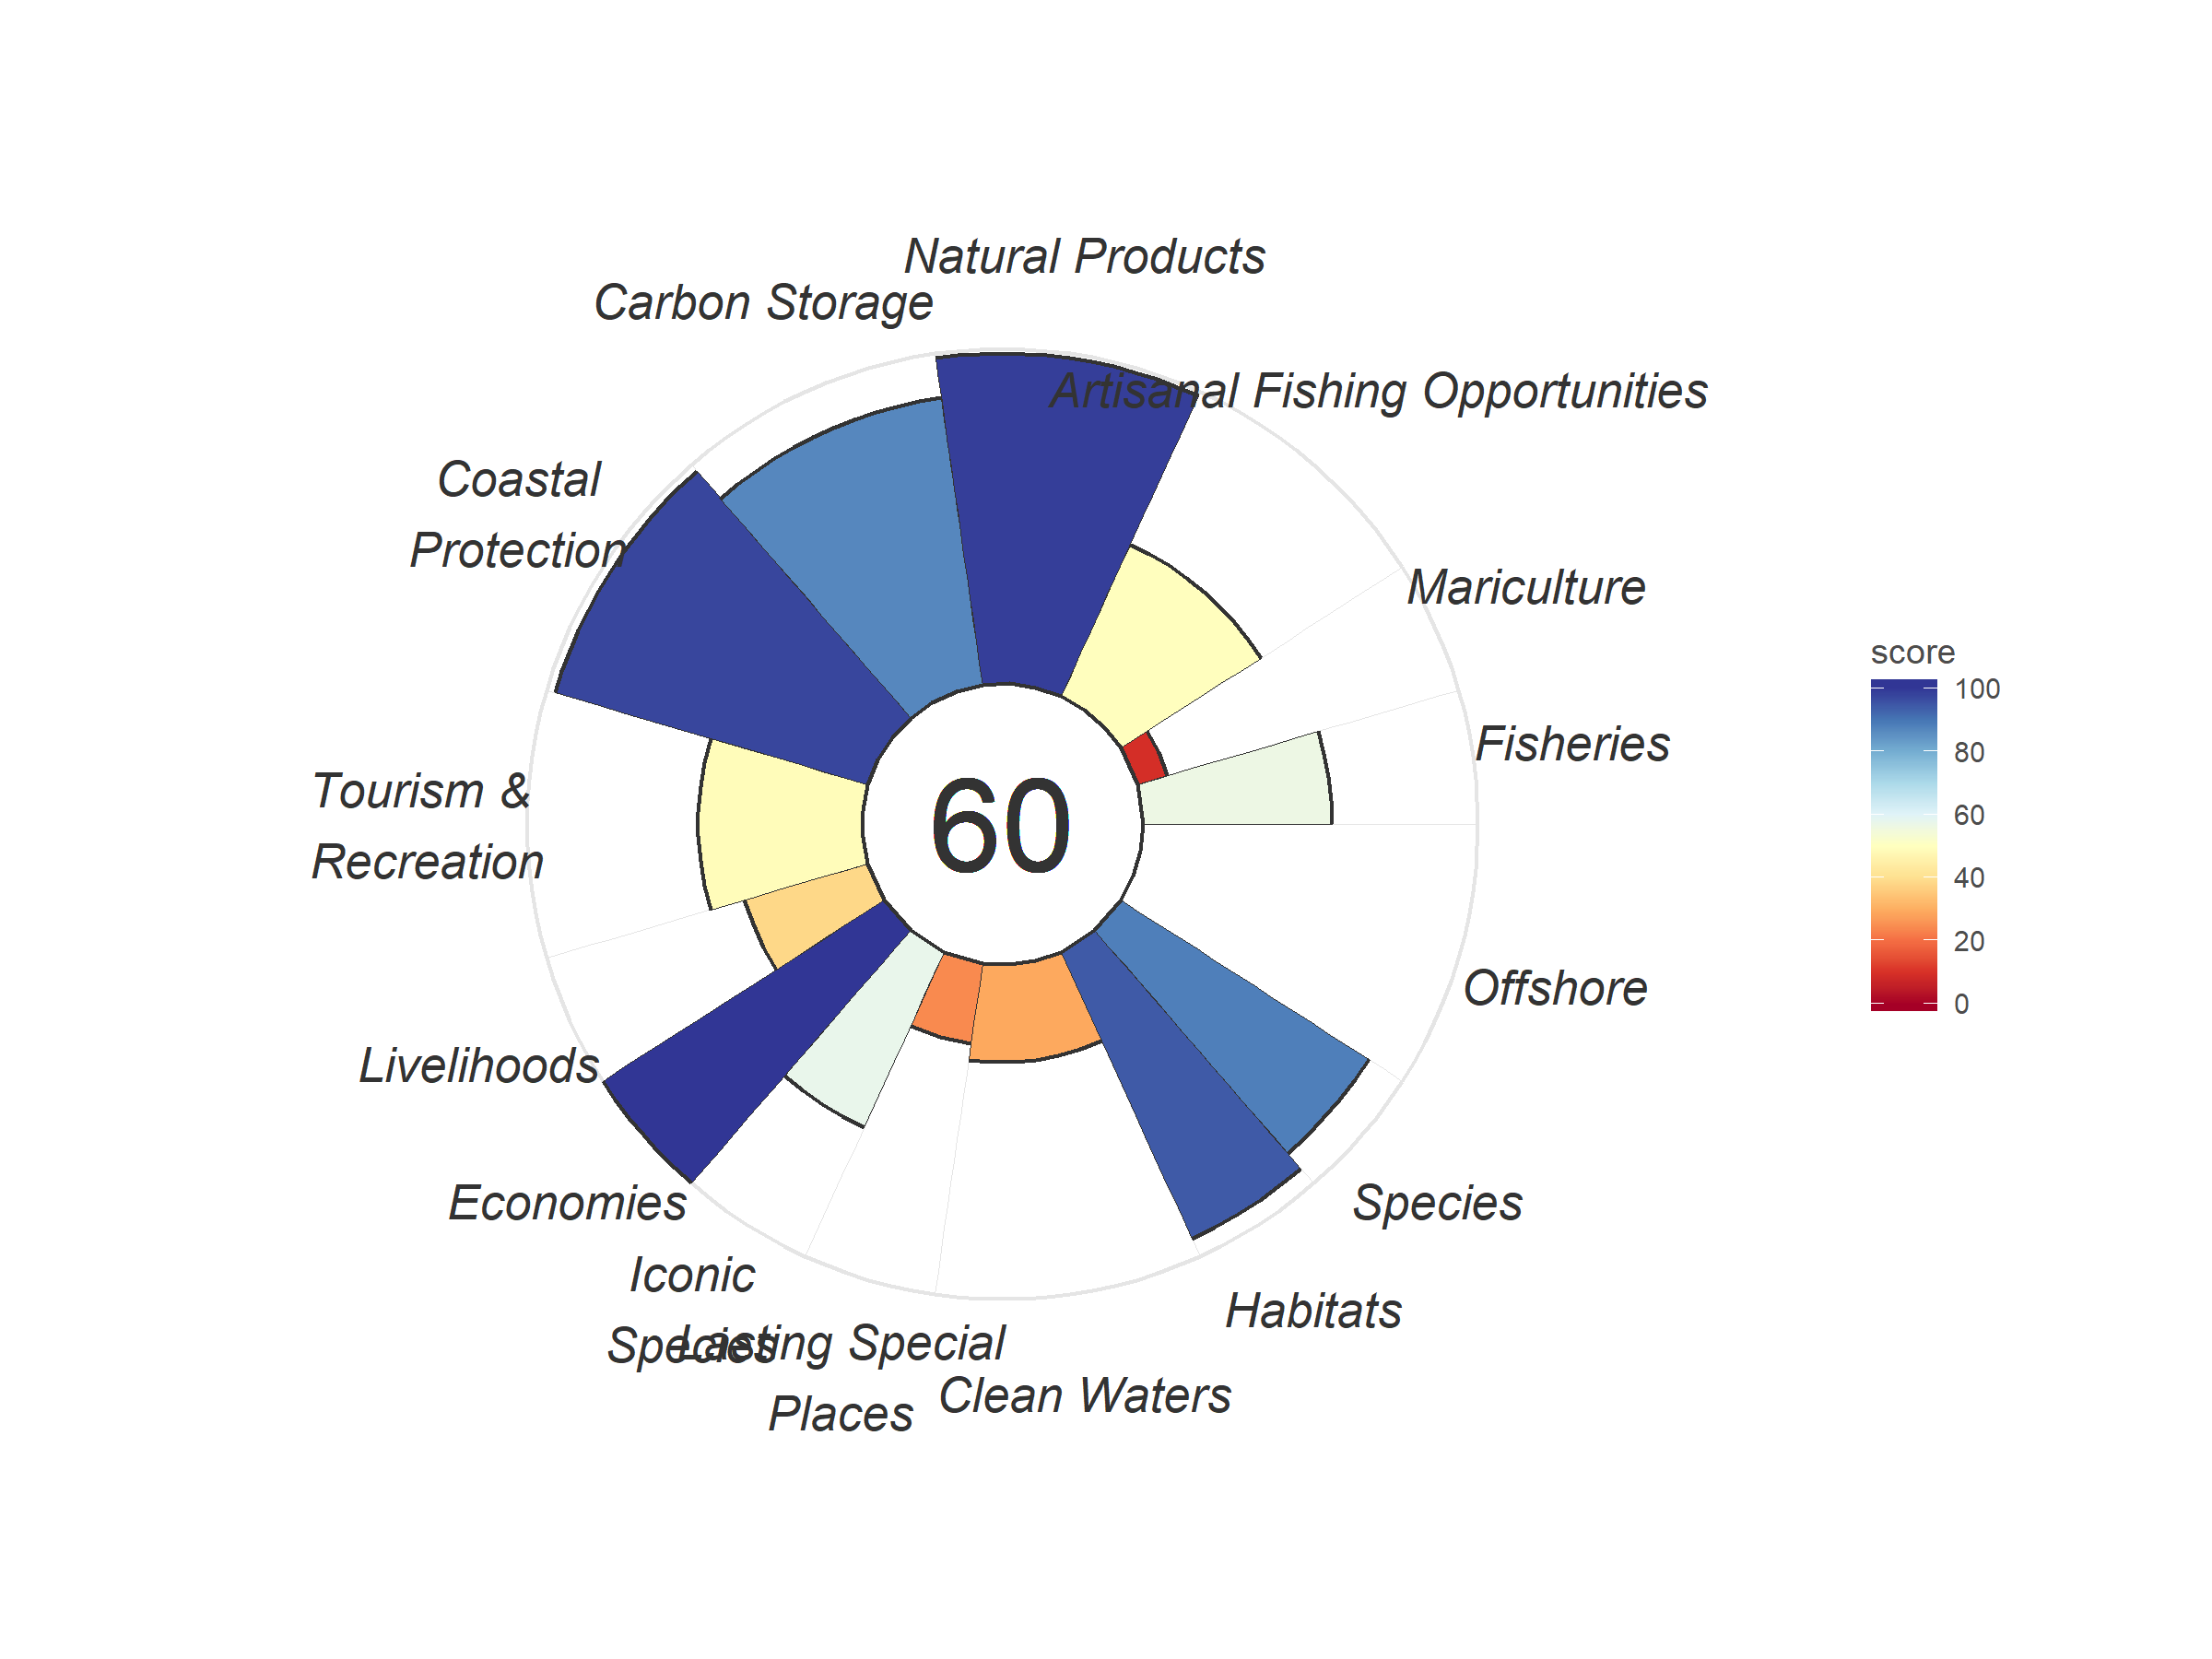 Natural Products
Carbon Storage
Artisanal Fishing Opportunities
Coastal
Protection
Mariculture
score
100
80
60
40
20
0
Fisheries
Tourism &
Recreation
60
Offshore
Livelihoods
Economies
Species
Iconic
Species
Habitats
Lasting Special
Places
Clean Waters